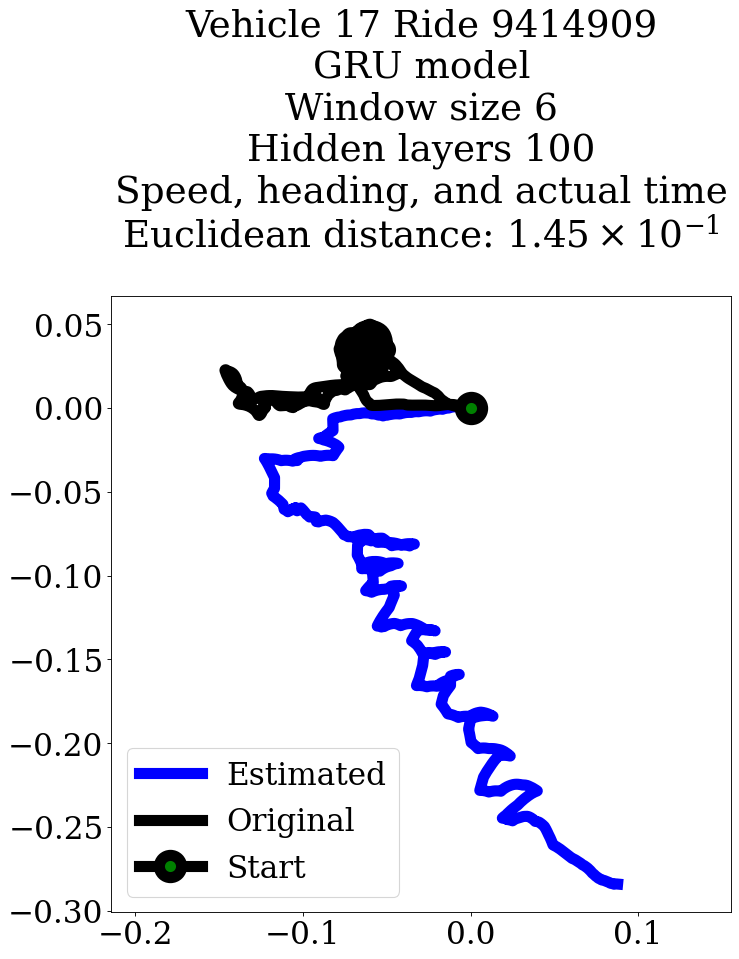 Vehicle 17 Ride 9414909
GRU model
Window size 6
Hidden layers 100
Speed, heading, and actual time
Euclidean distance: 1.45 × 10⁻¹
0.05
0.00
−0.05
−0.10
−0.15
−0.20
−0.25
−0.30
Estimated
Original
Start
−0.2
−0.1
0.0
0.1